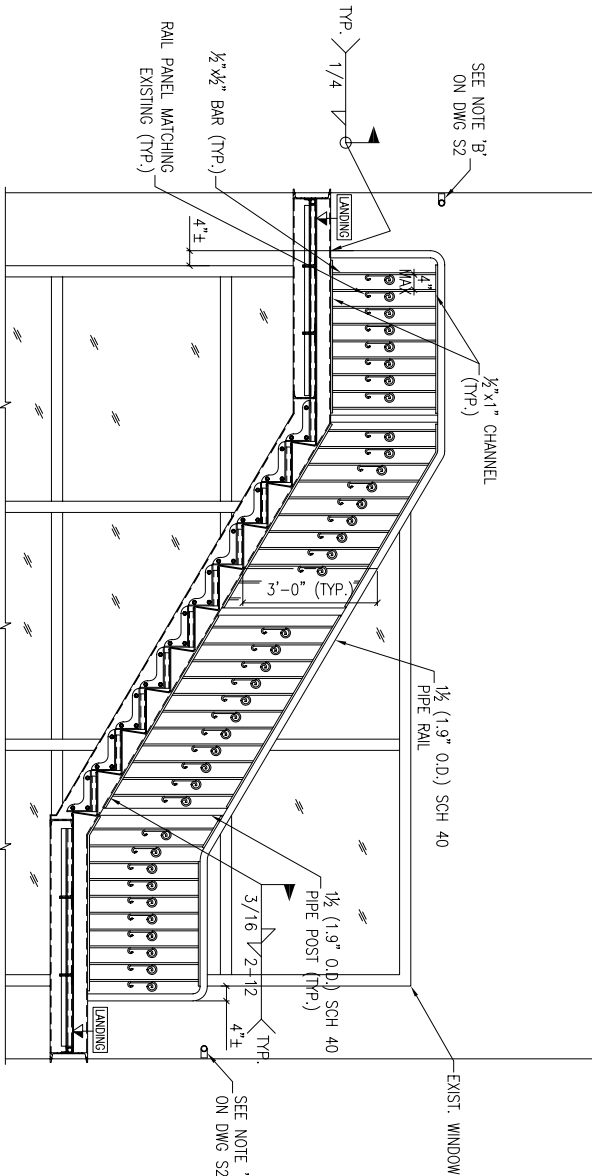 SEE NOTE 'B'
ON DWG S2
TYP.
1/4
½"x½" BAR (TYP.)
RAIL PANEL MATCHING
EXISTING (TYP.)
LANDING
4"±
4"
MAX
½"x1" CHANNEL
(TYP.)
3'-0" (TYP.)
1½ (1.9" O.D.) SCH 40
PIPE RAIL
1½ (1.9" O.D.) SCH 40
PIPE POST (TYP.)
3/16
2-12
TYP.
4"±
LANDING
EXIST. WINDOW
SEE NOTE '
ON DWG S2